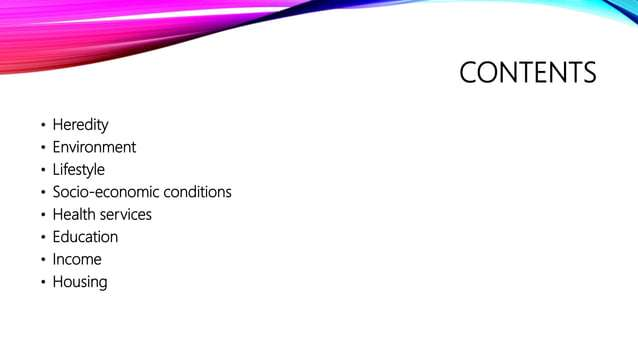 CONTENTS
• Heredity
• Environment
• Lifestyle
• Socio-economic conditions
• Health services
• Education
• Income
• Housing